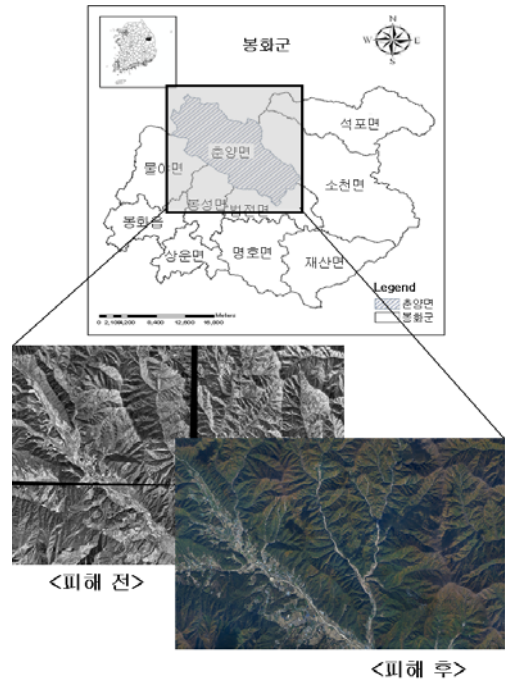 봉화군
N
W E
S
석포면
춘양면
물야면
소천면
봉성면 법전면
봉화읍
상운면
명호면
재산면
Legend
춘양면
봉화군
Meters
<피해 전>
<피해 후>